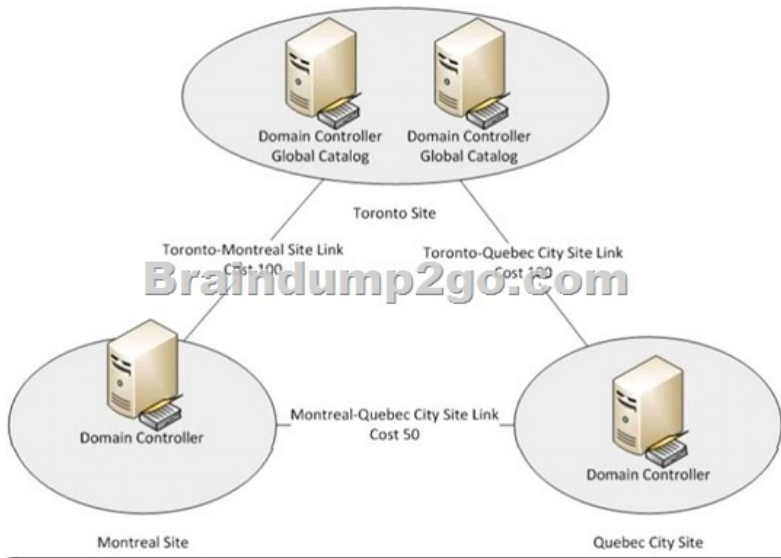 Domain Controller
Global Catalog
Domain Controller
Global Catalog
Toronto Site
Toronto-Montreal Site Link
Cost 100
Toronto-Quebec City Site Link
Cost
Braindump2go.com
Domain Controller
Montreal-Quebec City Site Link
Cost 50
Domain Controller
Montreal Site
Quebec City Site